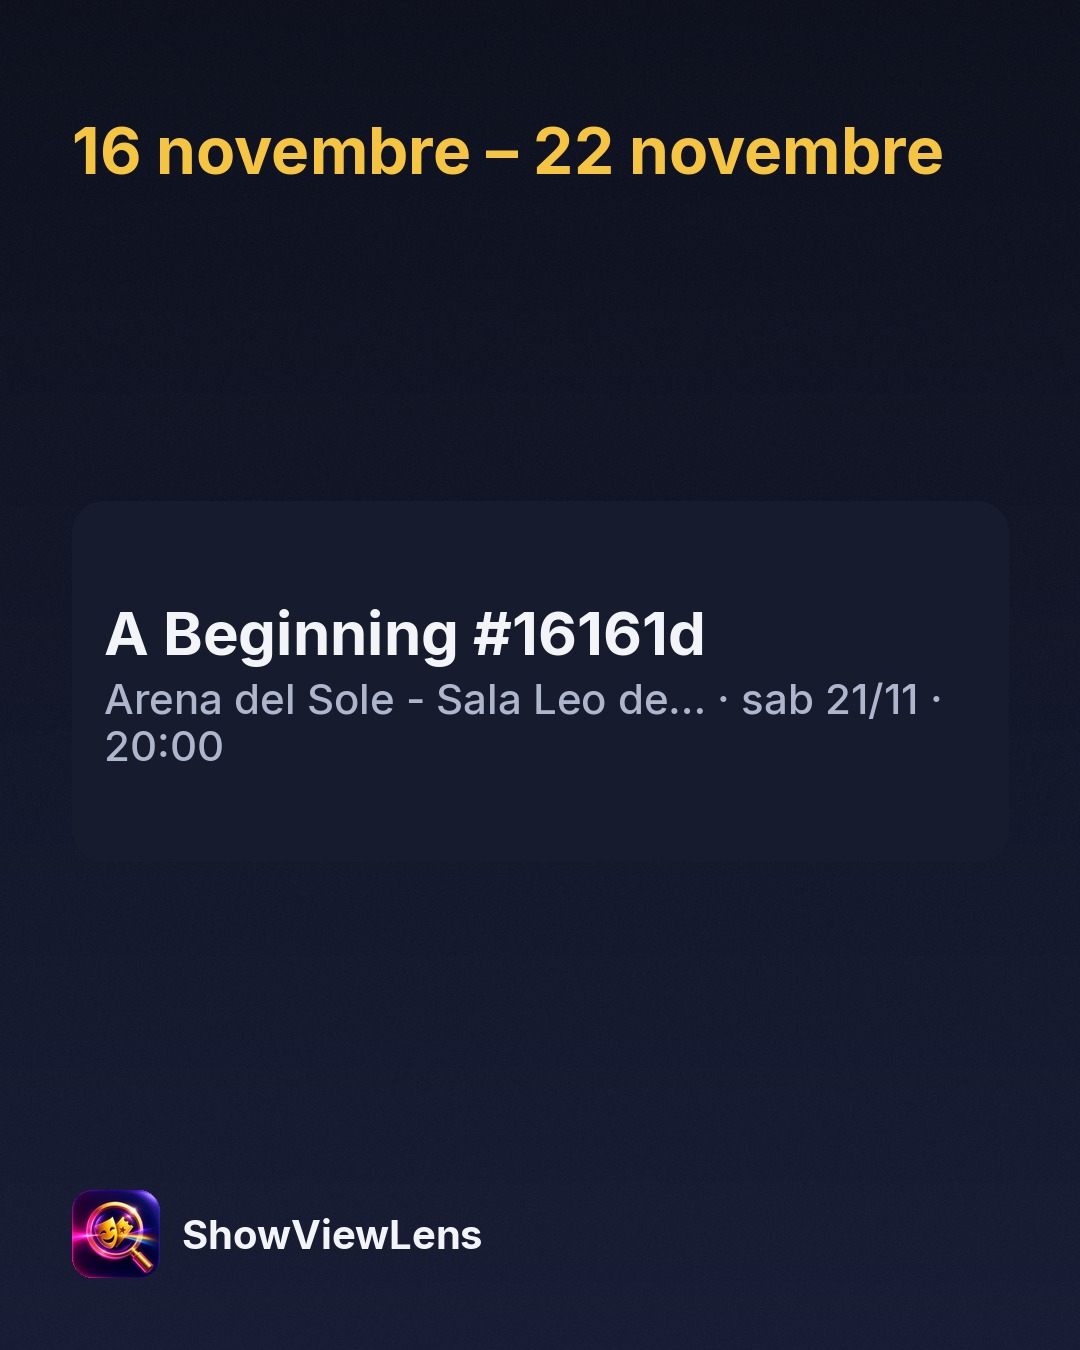 16 novembre – 22 novembre
A Beginning #16161d
Arena del Sole - Sala Leo de... · sab 21/11 ·
20:00
ShowViewLens